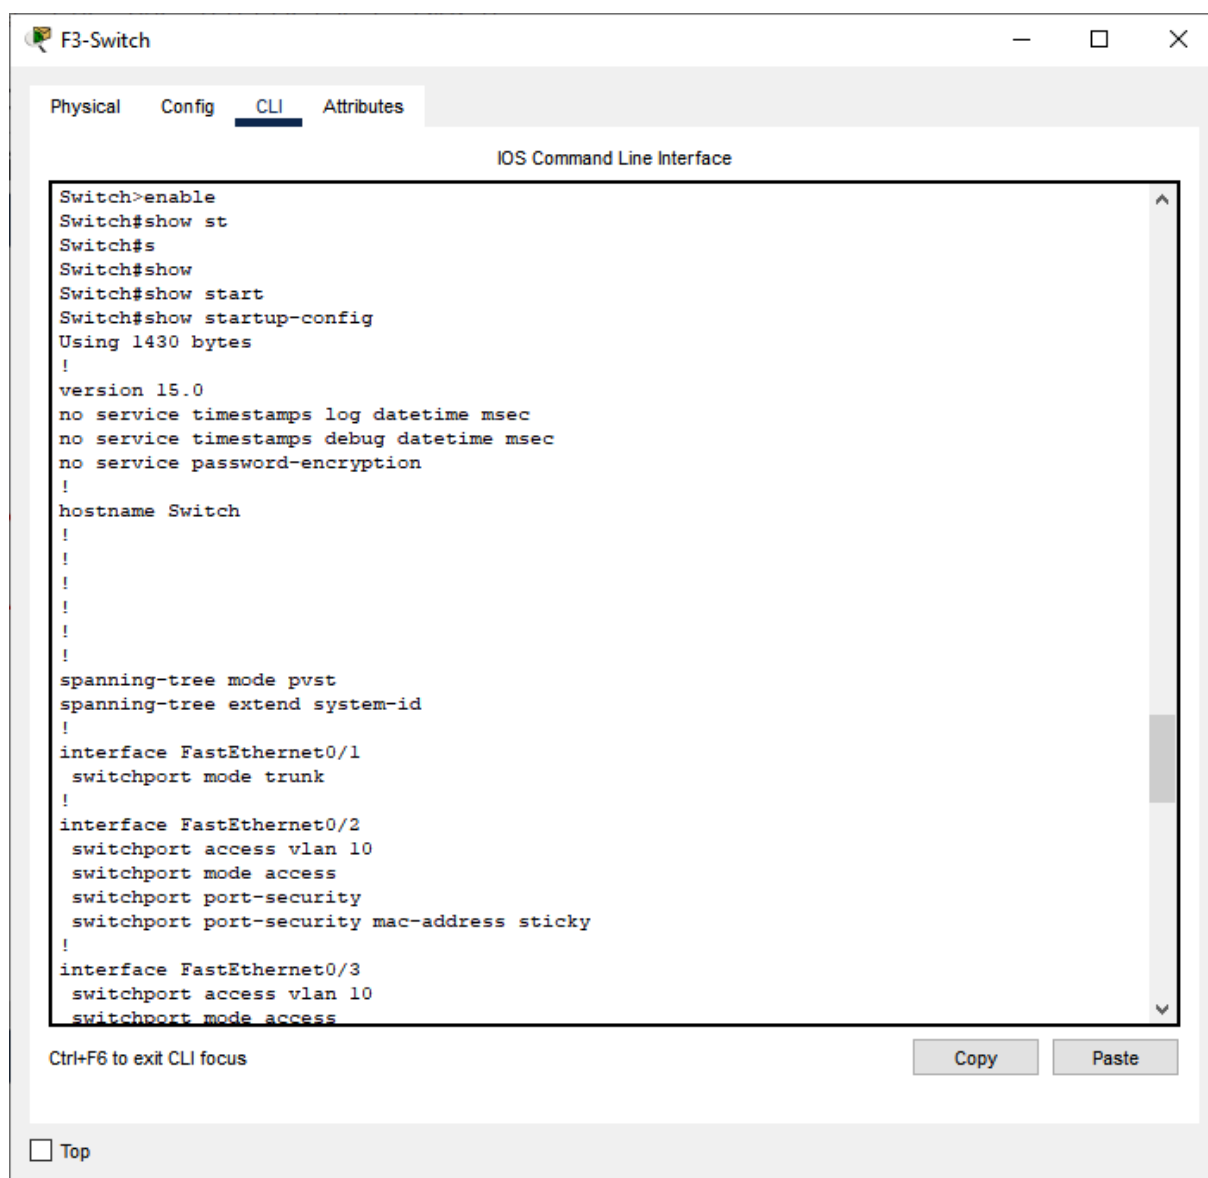 F3-Switch
Physical Config CLI Attributes
IOS Command Line Interface
Switch>enable
Switch#show st
Switch#s
Switch#show
Switch#show start
Switch#show startup-config
Using 1430 bytes
!
version 15.0
no service timestamps log datetime msec
no service timestamps debug datetime msec
no service password-encryption
!
hostname Switch
!
!
!
!
!
!
spanning-tree mode pvst
spanning-tree extend system-id
!
interface FastEthernet0/1
 switchport mode trunk
!
interface FastEthernet0/2
 switchport access vlan 10
 switchport mode access
 switchport port-security
 switchport port-security mac-address sticky
!
interface FastEthernet0/3
 switchport access vlan 10
 switchport mode access
Ctrl+F6 to exit CLI focus
Copy Paste
Top